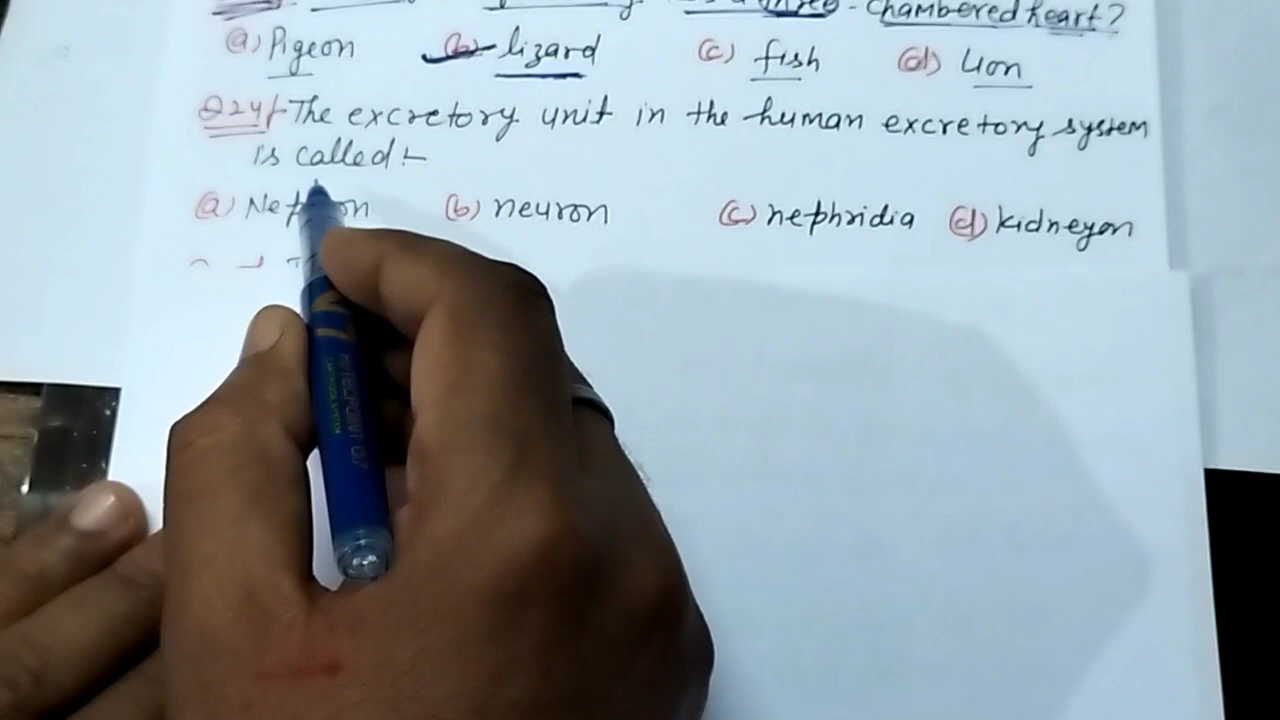 - Chambered heart?
(a) Pigeon (b) lizard (c) fish (d) Lion
Q24/- The excretory unit in the human excretory system
is called:-
(a) (b) neuron (c) nephridia (d) kidneyon